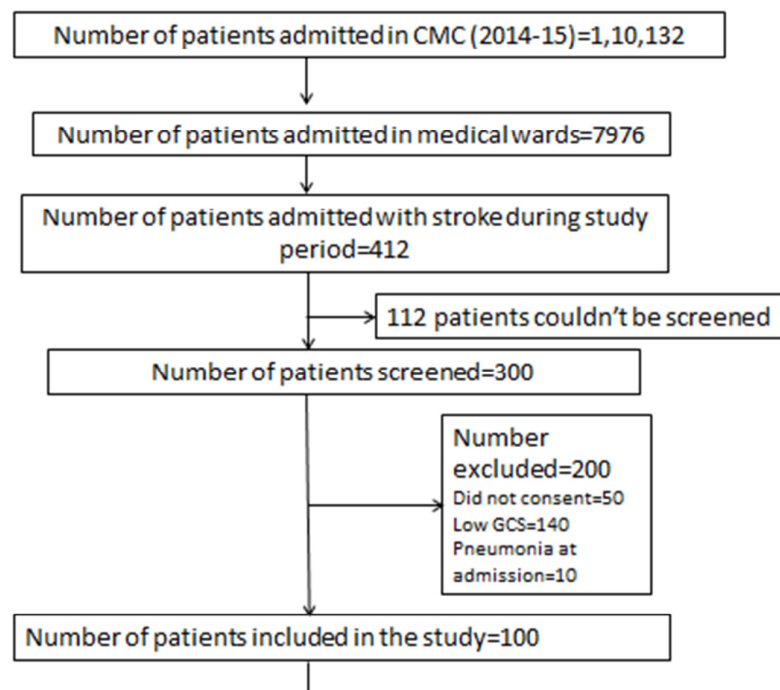 Number of patients admitted in CMC (2014-15)=1,10,132
Number of patients admitted in medical wards=7976
Number of patients admitted with stroke during study
period=412
112 patients couldn't be screened
Number of patients screened=300
Number
excluded=200
Did not consent=50
Low GCS=140
Pneumonia at
admission=10
Number of patients included in the study=100